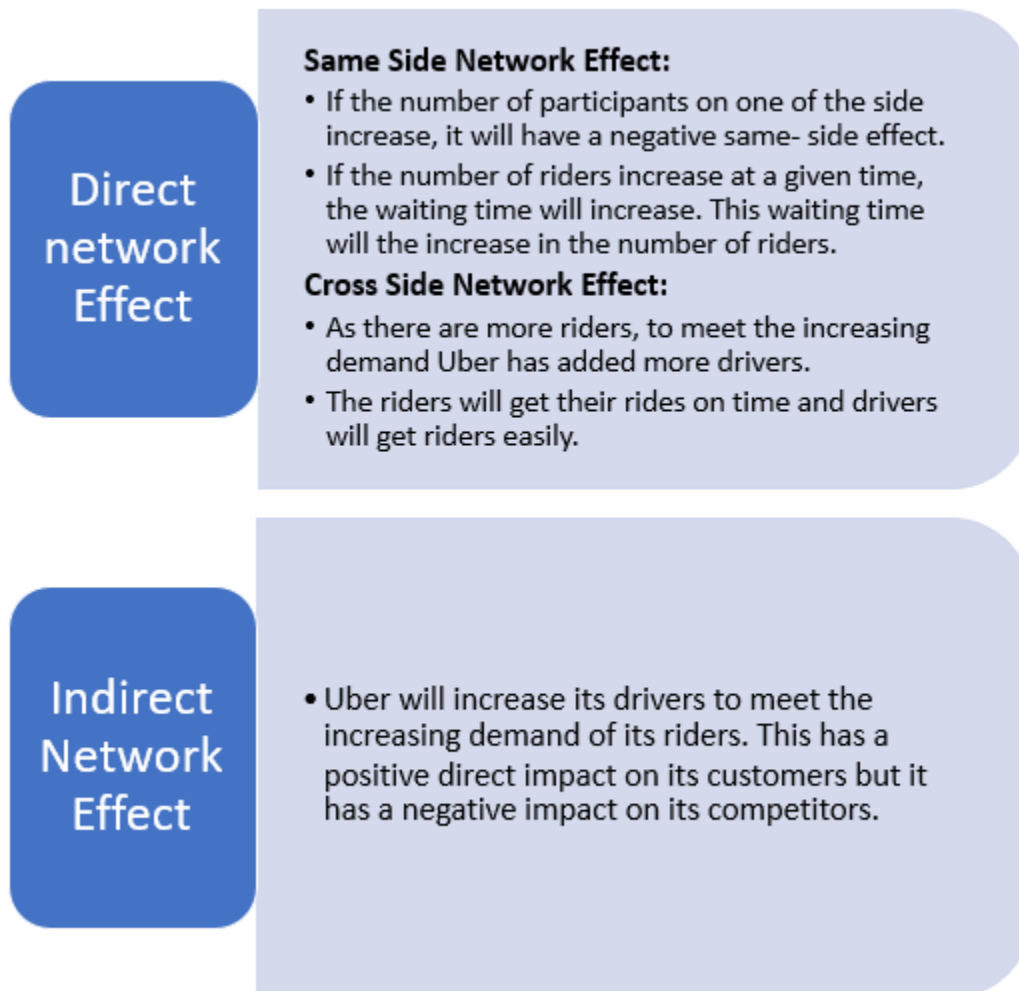 Direct
network
Effect
Same Side Network Effect:
• If the number of participants on one of the side
increase, it will have a negative same- side effect.
• If the number of riders increase at a given time,
the waiting time will increase. This waiting time
will the increase in the number of riders.
Cross Side Network Effect:
• As there are more riders, to meet the increasing
demand Uber has added more drivers.
• The riders will get their rides on time and drivers
will get riders easily.
Indirect
Network
Effect
• Uber will increase its drivers to meet the
increasing demand of its riders. This has a
positive direct impact on its customers but it
has a negative impact on its competitors.